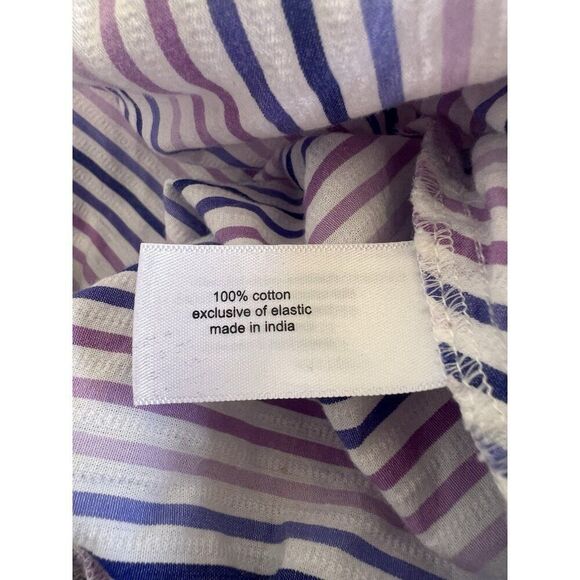 100% cotton
exclusive of elastic
made in india